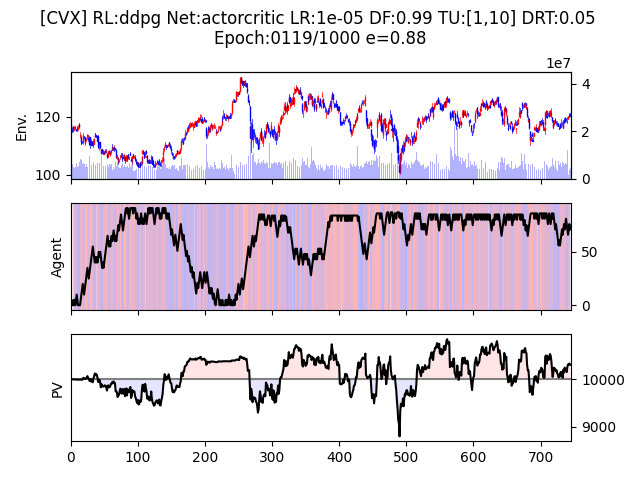 [CVX] RL:ddpg Net:actorcritic LR:1e-05 DF:0.99 TU:[1,10] DRT:0.05
Epoch:0119/1000 e=0.88
1e7
Env.
120
100
4
2
0
Agent
50
0
PV
10000
9000
0 100 200 300 400 500 600 700